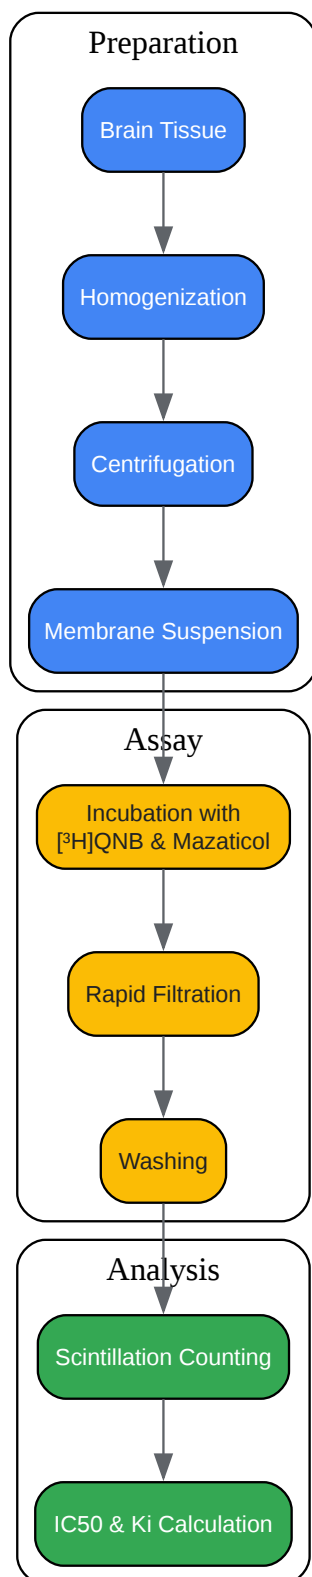 Preparation
Brain Tissue
Homogenization
Centrifugation
Membrane Suspension
Assay
Incubation with
[³H]QNB & Mazaticol
Rapid Filtration
Washing
Analysis
Scintillation Counting
IC50 & Ki Calculation